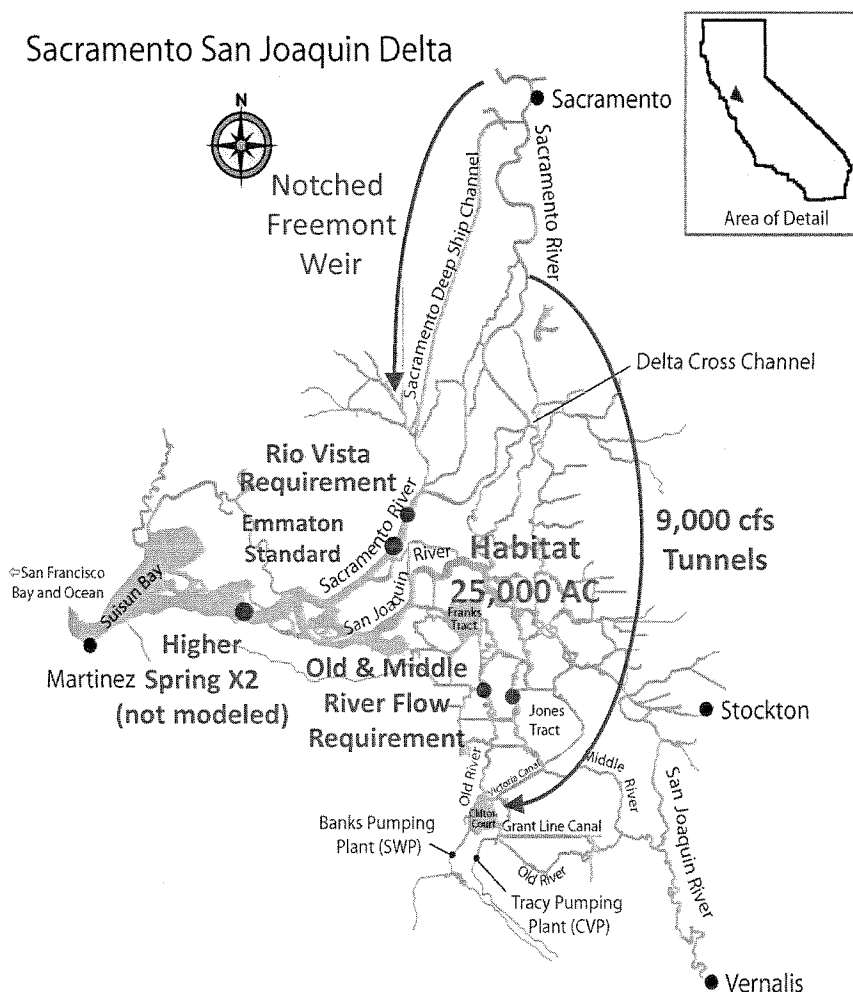 Sacramento San Joaquin Delta
N
Sacramento
Area of Detail
Notched
Freemont
Weir
Sacramento Deep Ship Channel
Sacramento River
Delta Cross Channel
Rio Vista
Requirement
Emmaton
Standard
Sacramento River
River
San Joaquin
Habitat
25,000 AC
9,000 cfs
Tunnels
⇦San Francisco
Bay and Ocean
Suisun Bay
Franks
Tract
Martinez
Higher
Spring X2
(not modeled)
Old & Middle
River Flow
Requirement
Jones
Tract
Stockton
Old River
Victoria Canal
Middle
River
San Joaquin River
Clifton
Court
Grant Line Canal
Banks Pumping
Plant (SWP)
Old River
Tracy Pumping
Plant (CVP)
Vernalis